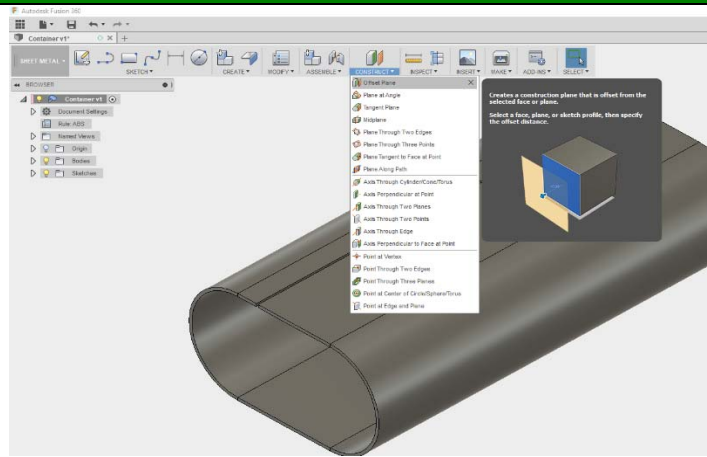 Autodesk Fusion 360
Container v1*
SHEET METAL
SKETCH
CREATE
MODIFY
ASSEMBLE
CONSTRUCT
INSPECT
INSERT
MAKE
ADD-INS
SELECT
BROWSER
Container v1
Document Settings
Rule: ABS
Named Views
Origin
Bodies
Sketches
Offset Plane
Plane at Angle
Tangent Plane
Midplane
Plane Through Two Edges
Plane Through Three Points
Plane Tangent to Face at Point
Plane Along Path
Axis Through Cylinder/Cone/Torus
Axis Perpendicular at Point
Axis Through Two Planes
Axis Through Two Points
Axis Through Edge
Axis Perpendicular to Face at Point
Point at Vertex
Point Through Two Edges
Point Through Three Planes
Point at Center of Circle/Sphere/Torus
Point at Edge and Plane
Creates a construction plane that is offset from the
selected face or plane.
Select a face, plane, or sketch profile, then specify
the offset distance.